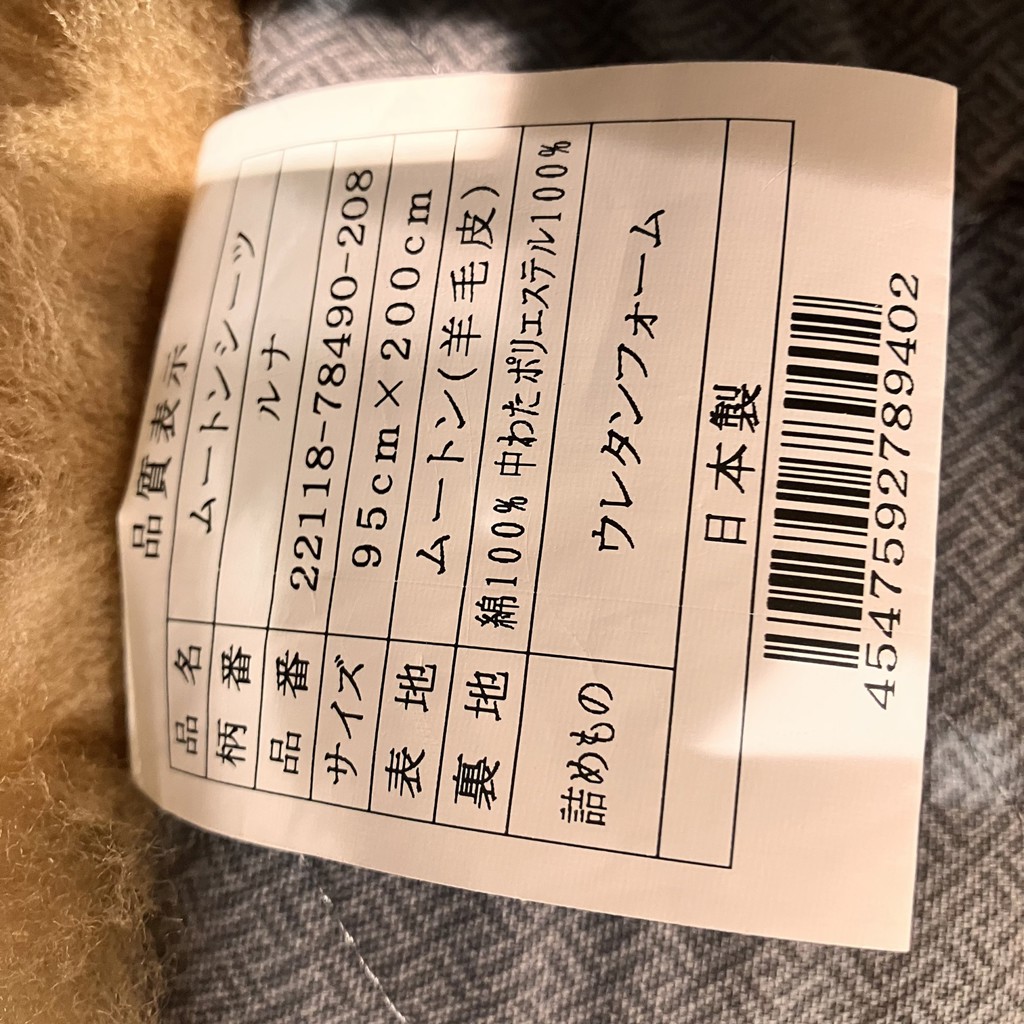 品質表示
品名 ムートンシーツ
柄番 ルナ
品番 22118-78490-208
サイズ 95cm×200cm
表地 ムートン(羊毛皮)
裏地 綿100% 中わたポリエステル100%
詰めもの ウレタンフォーム
日本製
4547592789402